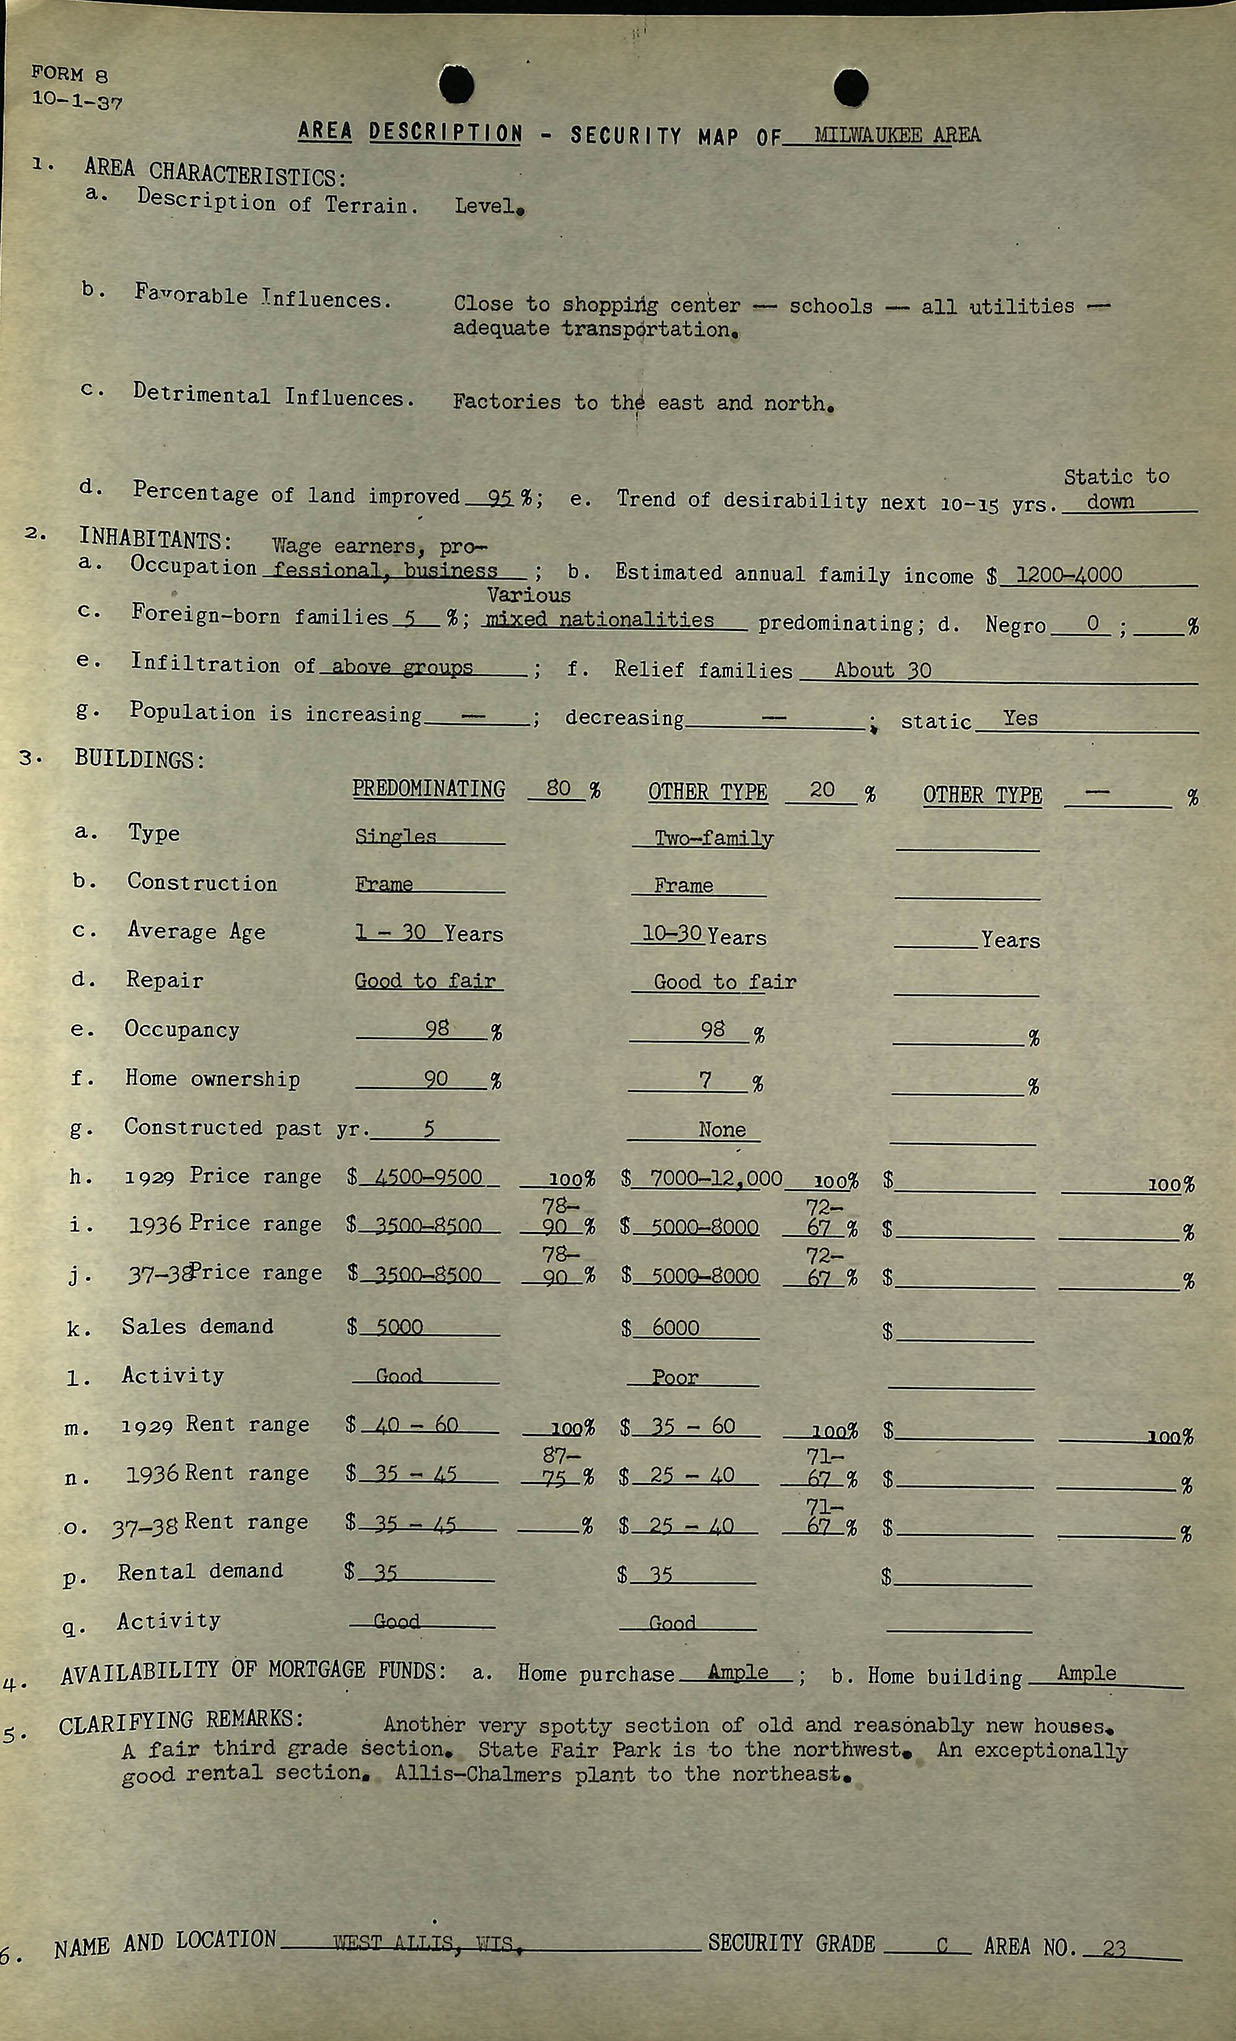 FORM 8
10-1-37
AREA DESCRIPTION - SECURITY MAP OF MILWAUKEE AREA
1. AREA CHARACTERISTICS:
a. Description of Terrain. Level.
b. Favorable Influences. Close to shopping center — schools — all utilities —
adequate transportation.
c. Detrimental Influences. Factories to the east and north.
Static to
d. Percentage of land improved 95 %; e. Trend of desirability next 10-15 yrs. down
2. INHABITANTS: Wage earners, pro-
a. Occupation fessional, business ; b. Estimated annual family income $ 1200-4000
Various
c. Foreign-born families 5 %; mixed nationalities predominating; d. Negro 0 ; %
e. Infiltration of above groups ; f. Relief families About 30
g. Population is increasing — ; decreasing — ; static Yes
3. BUILDINGS:
PREDOMINATING 80 % OTHER TYPE 20 % OTHER TYPE — %
a. Type Singles Two-family
b. Construction Frame Frame
c. Average Age 1 - 30 Years 10-30 Years Years
d. Repair Good to fair Good to fair
e. Occupancy 98 % 98 % %
f. Home ownership 90 % 7 % %
g. Constructed past yr. 5 None
h. 1929 Price range $ 4500-9500 100% $ 7000-12,000 100% $ 100%
78- 72-
i. 1936 Price range $ 3500-8500 90 % $ 5000-8000 67 % $ %
78- 72-
j. 37-38 Price range $ 3500-8500 90 % $ 5000-8000 67 % $ %
k. Sales demand $ 5000 $ 6000 $
l. Activity Good Poor
m. 1929 Rent range $ 40 - 60 100% $ 35 - 60 100% $ 100%
87- 71-
n. 1936 Rent range $ 35 - 45 75 % $ 25 - 40 67 % $ %
71-
o. 37-38 Rent range $ 35 - 45 % $ 25 - 40 67 % $ %
p. Rental demand $ 35 $ 35 $
q. Activity Good Good
4. AVAILABILITY OF MORTGAGE FUNDS: a. Home purchase Ample ; b. Home building Ample
5. CLARIFYING REMARKS: Another very spotty section of old and reasonably new houses.
A fair third grade section. State Fair Park is to the northwest. An exceptionally
good rental section. Allis-Chalmers plant to the northeast.
6. NAME AND LOCATION WEST ALLIS, WIS. SECURITY GRADE C AREA NO. 23